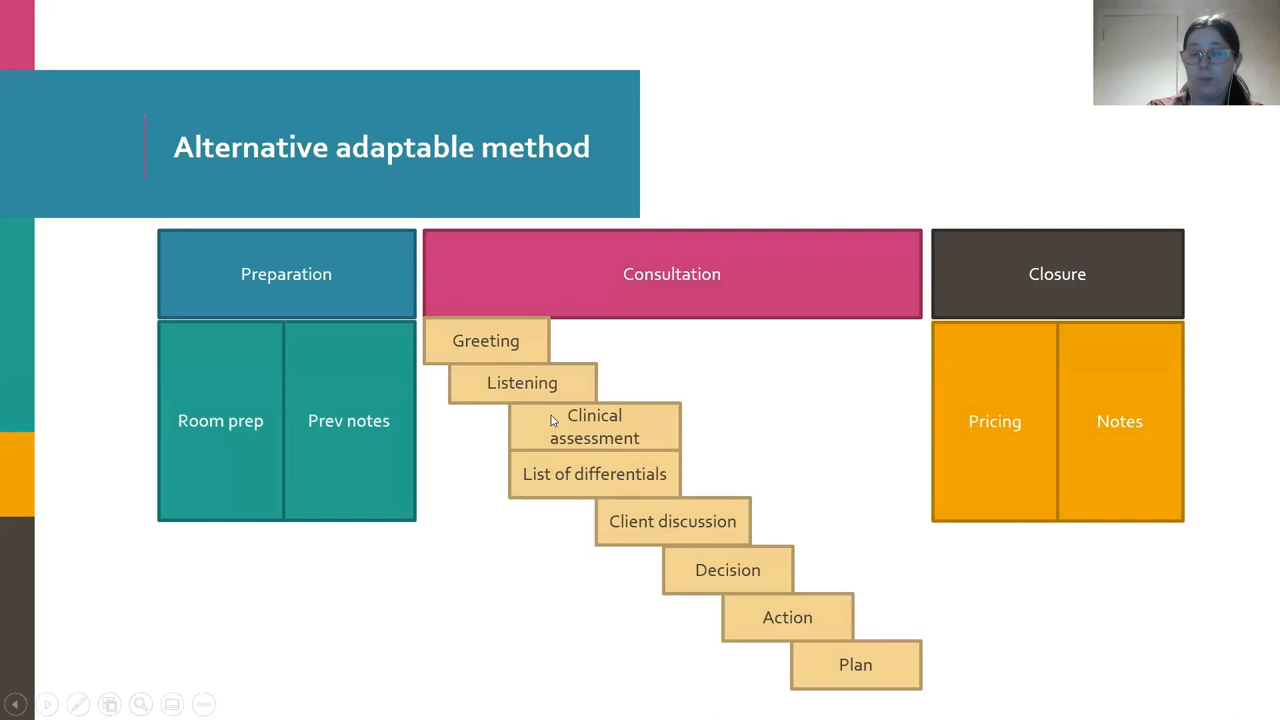 Alternative adaptable method
Preparation
Consultation
Closure
Room prep
Prev notes
Greeting
Listening
Clinical
assessment
List of differentials
Client discussion
Decision
Action
Plan
Pricing
Notes